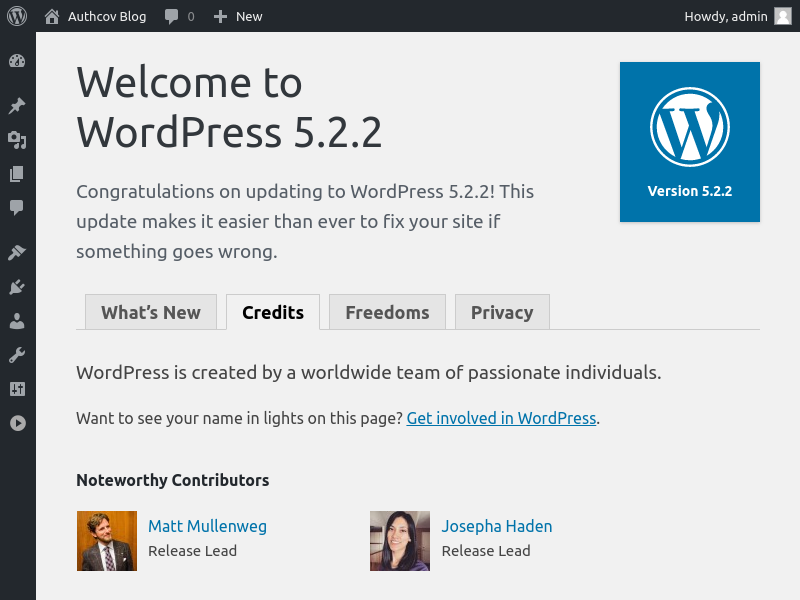 Authcov Blog 0 New Howdy, admin
Welcome to
WordPress 5.2.2
Version 5.2.2
Congratulations on updating to WordPress 5.2.2! This
update makes it easier than ever to fix your site if
something goes wrong.
What’s New Credits Freedoms Privacy
WordPress is created by a worldwide team of passionate individuals.
Want to see your name in lights on this page? Get involved in WordPress.
Noteworthy Contributors
Matt Mullenweg Josepha Haden
Release Lead Release Lead